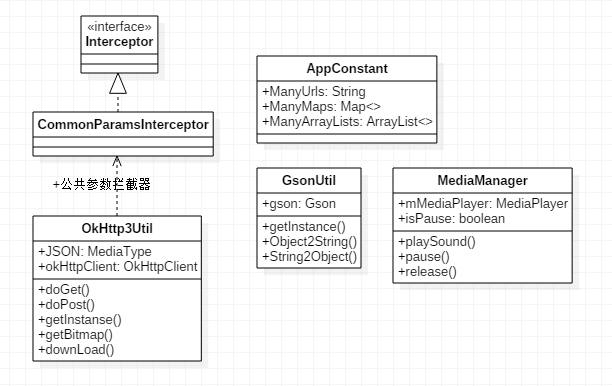 «interface»
Interceptor
CommonParamsInterceptor
+公共参数拦截器
OkHttp3Util
+JSON: MediaType
+okHttpClient: OkHttpClient
+doGet()
+doPost()
+getInstanse()
+getBitmap()
+downLoad()
AppConstant
+ManyUrls: String
+ManyMaps: Map<>
+ManyArrayLists: ArrayList<>
GsonUtil
+gson: Gson
+getInstance()
+Object2String()
+String2Object()
MediaManager
+mMediaPlayer: MediaPlayer
+isPause: boolean
+playSound()
+pause()
+release()